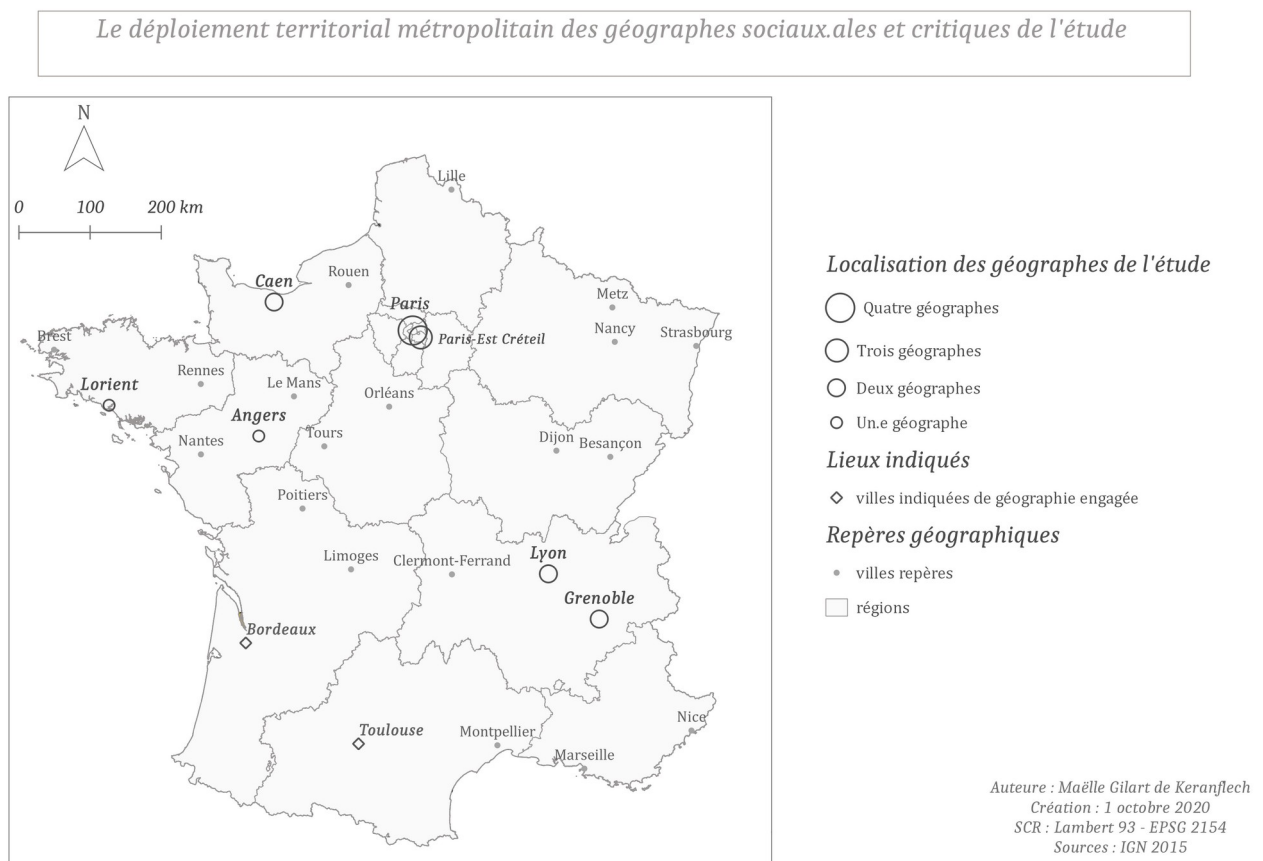 Le déploiement territorial métropolitain des géographes sociaux.ales et critiques de l'étude
N
0 100 200 km
Lille
Caen
Rouen
Metz
Paris
Nancy
Strasbourg
Paris-Est Créteil
Brest
Rennes
Lorient
Le Mans
Orléans
Angers
Nantes
Tours
Dijon
Besançon
Poitiers
Limoges
Clermont-Ferrand
Lyon
Grenoble
Bordeaux
Toulouse
Montpellier
Nice
Marseille
Localisation des géographes de l'étude
Quatre géographes
Trois géographes
Deux géographes
Un.e géographe
Lieux indiqués
villes indiquées de géographie engagée
Repères géographiques
villes repères
régions
Auteure : Maëlle Gilart de Keranflech
Création : 1 octobre 2020
SCR : Lambert 93 - EPSG 2154
Sources : IGN 2015